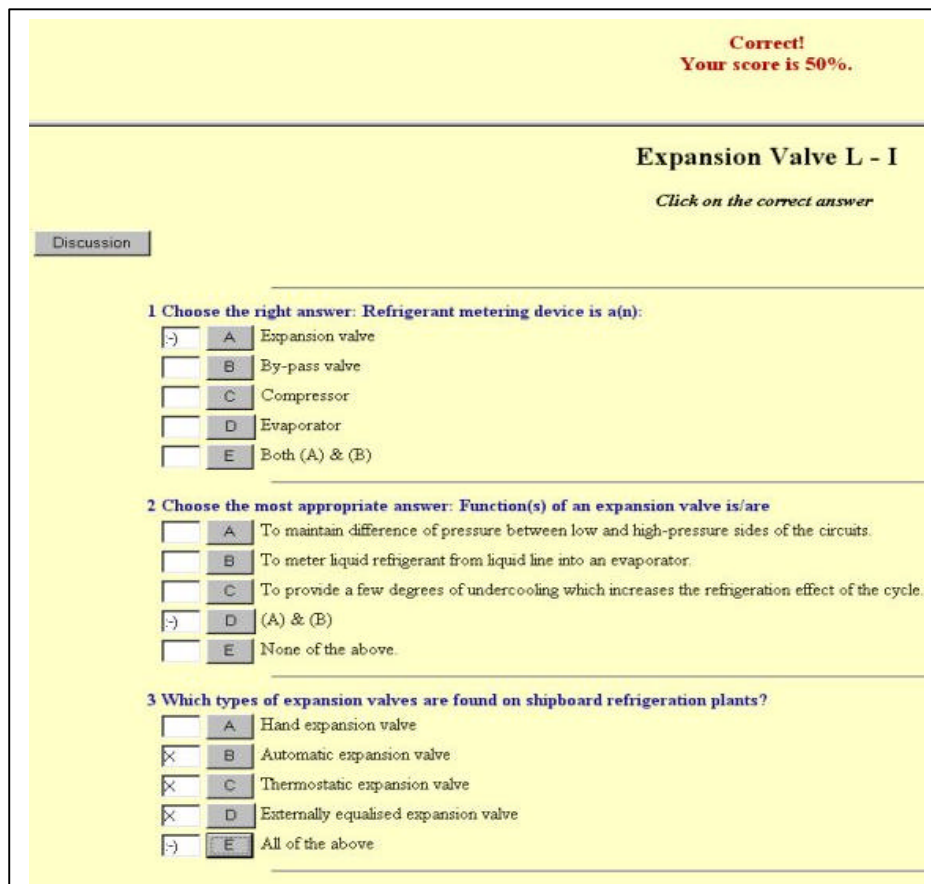 Correct!
Your score is 50%.
Expansion Valve L - I
Click on the correct answer
Discussion
1 Choose the right answer: Refrigerant metering device is a(n):
:-) A Expansion valve
B By-pass valve
C Compressor
D Evaporator
E Both (A) & (B)
2 Choose the most appropriate answer: Function(s) of an expansion valve is/are
A To maintain difference of pressure between low and high-pressure sides of the circuits.
B To meter liquid refrigerant from liquid line into an evaporator.
C To provide a few degrees of undercooling which increases the refrigeration effect of the cycle.
:-) D (A) & (B)
E None of the above.
3 Which types of expansion valves are found on shipboard refrigeration plants?
A Hand expansion valve
X B Automatic expansion valve
X C Thermostatic expansion valve
X D Externally equalised expansion valve
:-) E All of the above